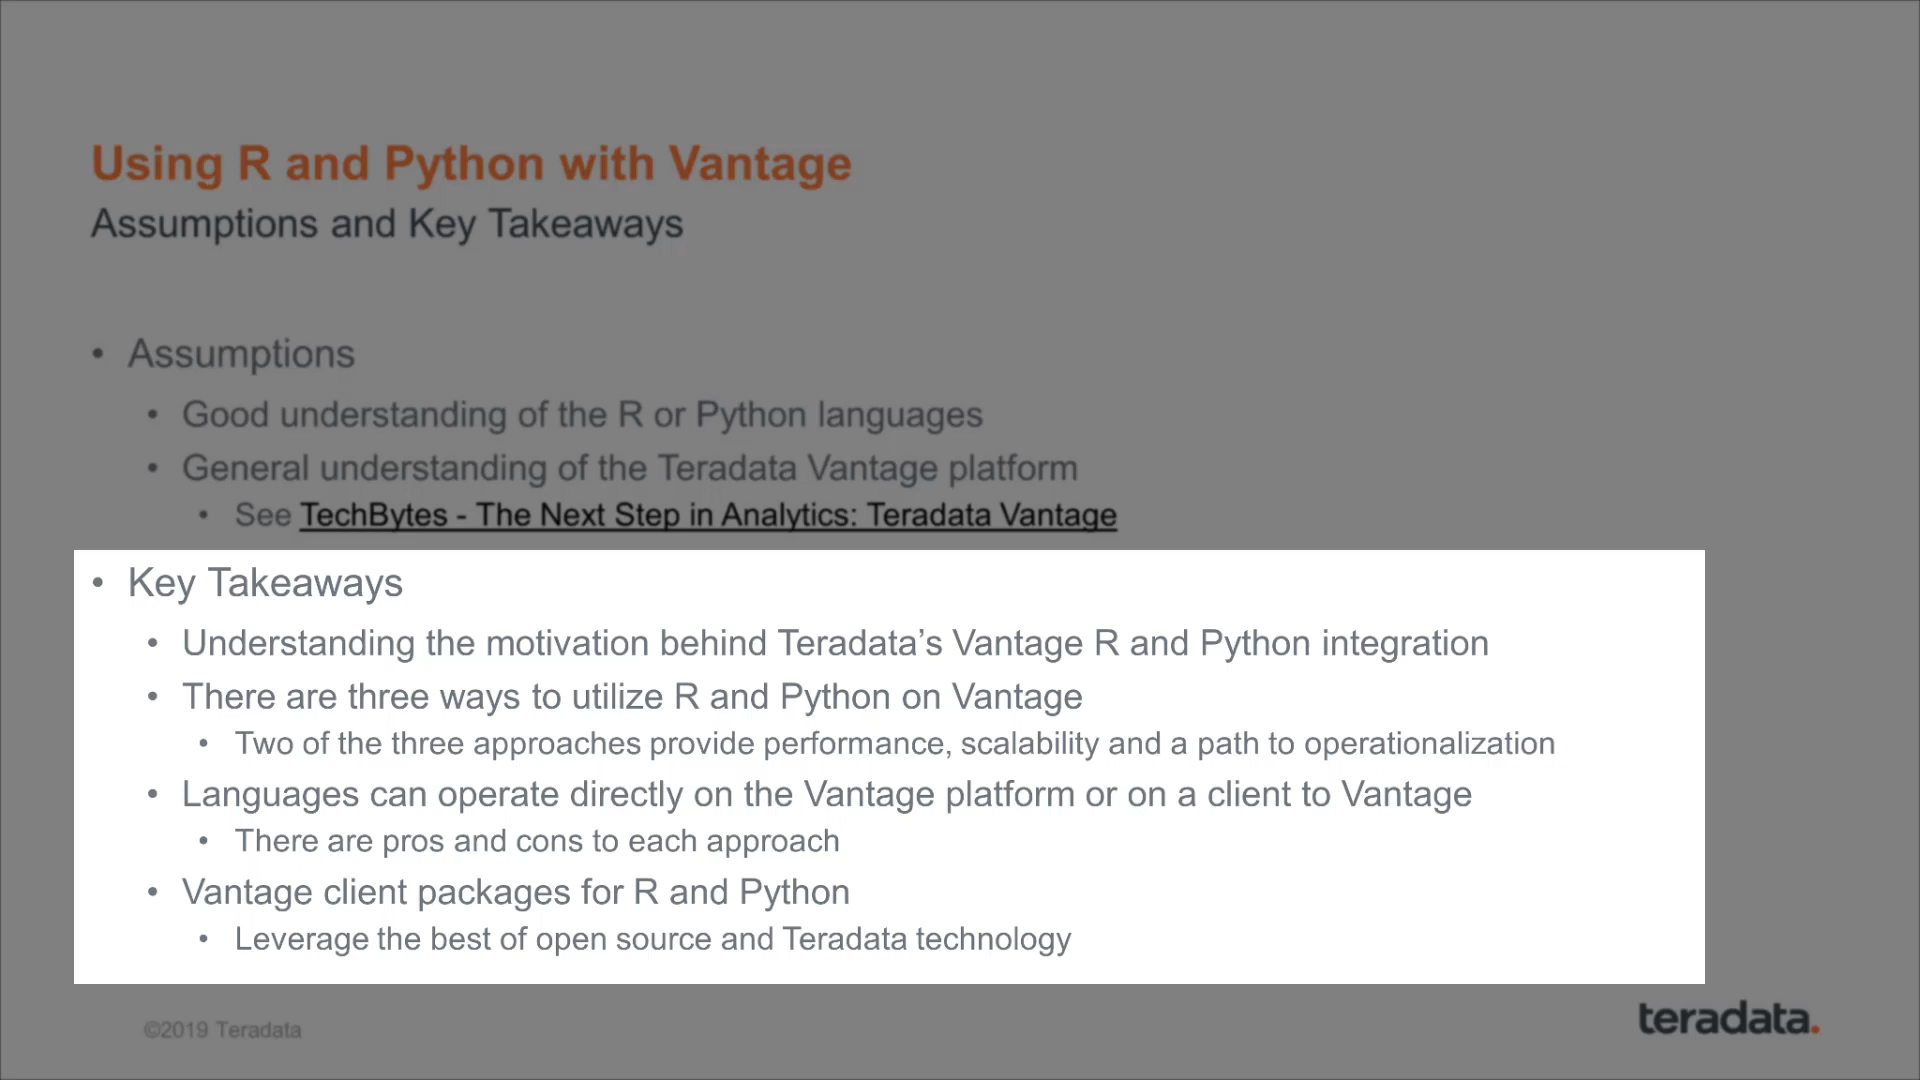 Using R and Python with Vantage
Assumptions and Key Takeaways
• Assumptions
• Good understanding of the R or Python languages
• General understanding of the Teradata Vantage platform
• See TechBytes - The Next Step in Analytics: Teradata Vantage
• Key Takeaways
• Understanding the motivation behind Teradata’s Vantage R and Python integration
• There are three ways to utilize R and Python on Vantage
• Two of the three approaches provide performance, scalability and a path to operationalization
• Languages can operate directly on the Vantage platform or on a client to Vantage
• There are pros and cons to each approach
• Vantage client packages for R and Python
• Leverage the best of open source and Teradata technology
©2019 Teradata
teradata.